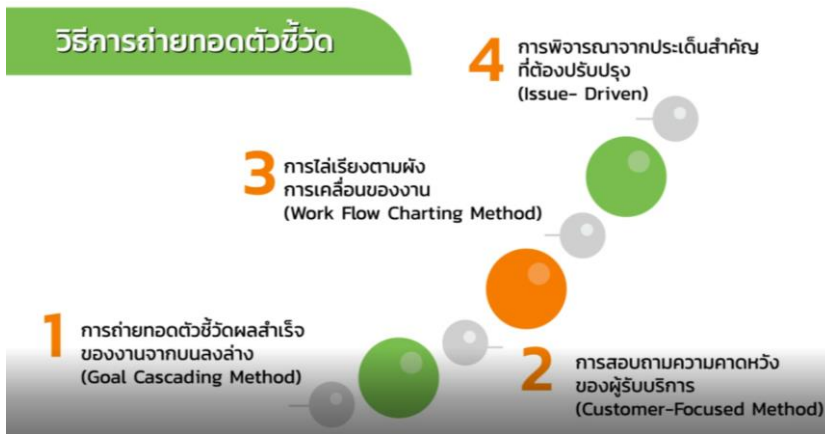 วิธีการถ่ายทอดตัวชี้วัด
1
การถ่ายทอดตัวชี้วัดผลสำเร็จ
ของงานจากบนลงล่าง
(Goal Cascading Method)
2
การสอบถามความคาดหวัง
ของผู้รับบริการ
(Customer-Focused Method)
3
การไล่เรียงตามผัง
การเคลื่อนของงาน
(Work Flow Charting Method)
4
การพิจารณาจากประเด็นสำคัญ
ที่ต้องปรับปรุง
(Issue- Driven)